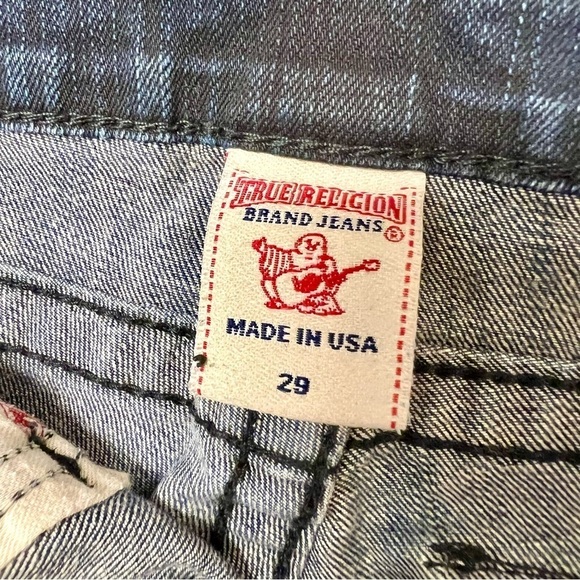 TRUE RELIGION
BRAND JEANS ®
MADE IN USA
29